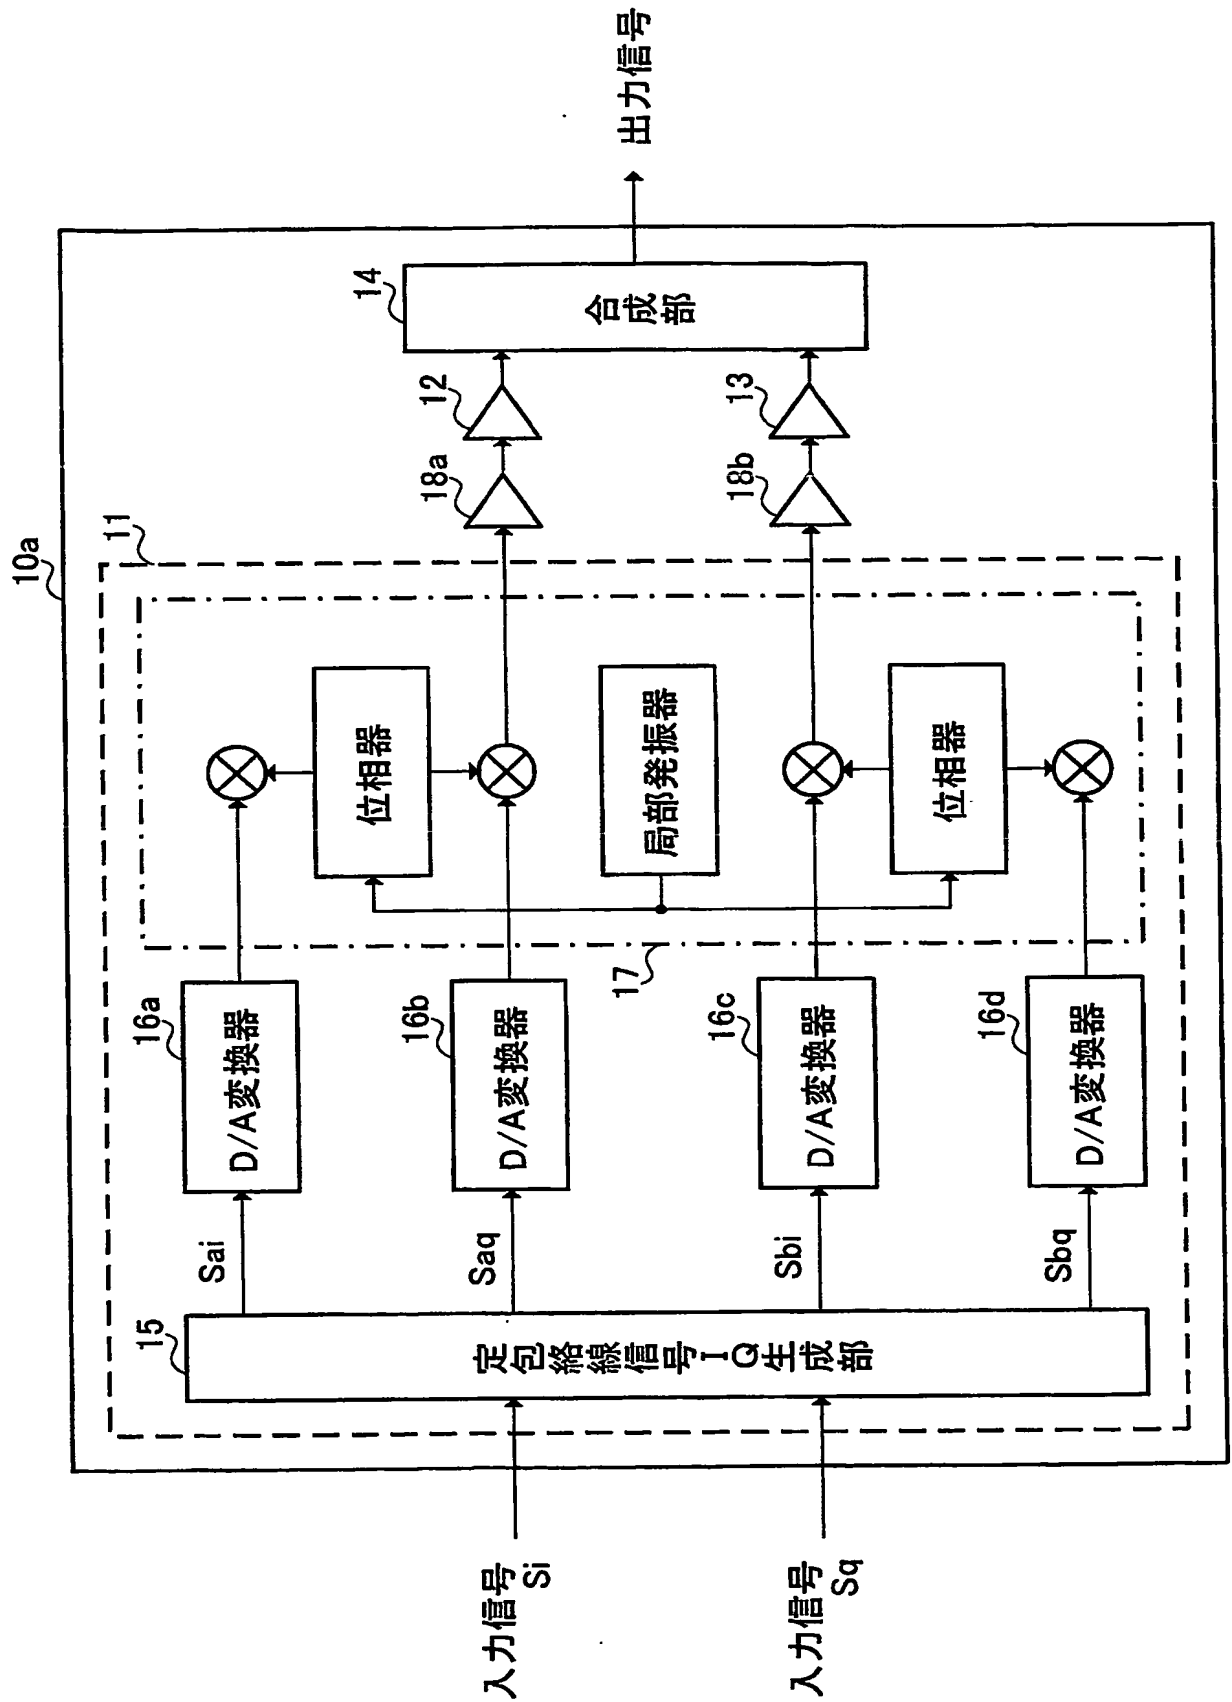 10a
11
入力信号
Si
入力信号
Sq
15
定包絡線信号IQ生成部
Sai
Saq
Sbi
Sbq
16a
D/A変換器
16b
D/A変換器
16c
D/A変換器
16d
D/A変換器
17
位相器
局部発振器
位相器
18a
12
18b
13
14
合成部
出力信号